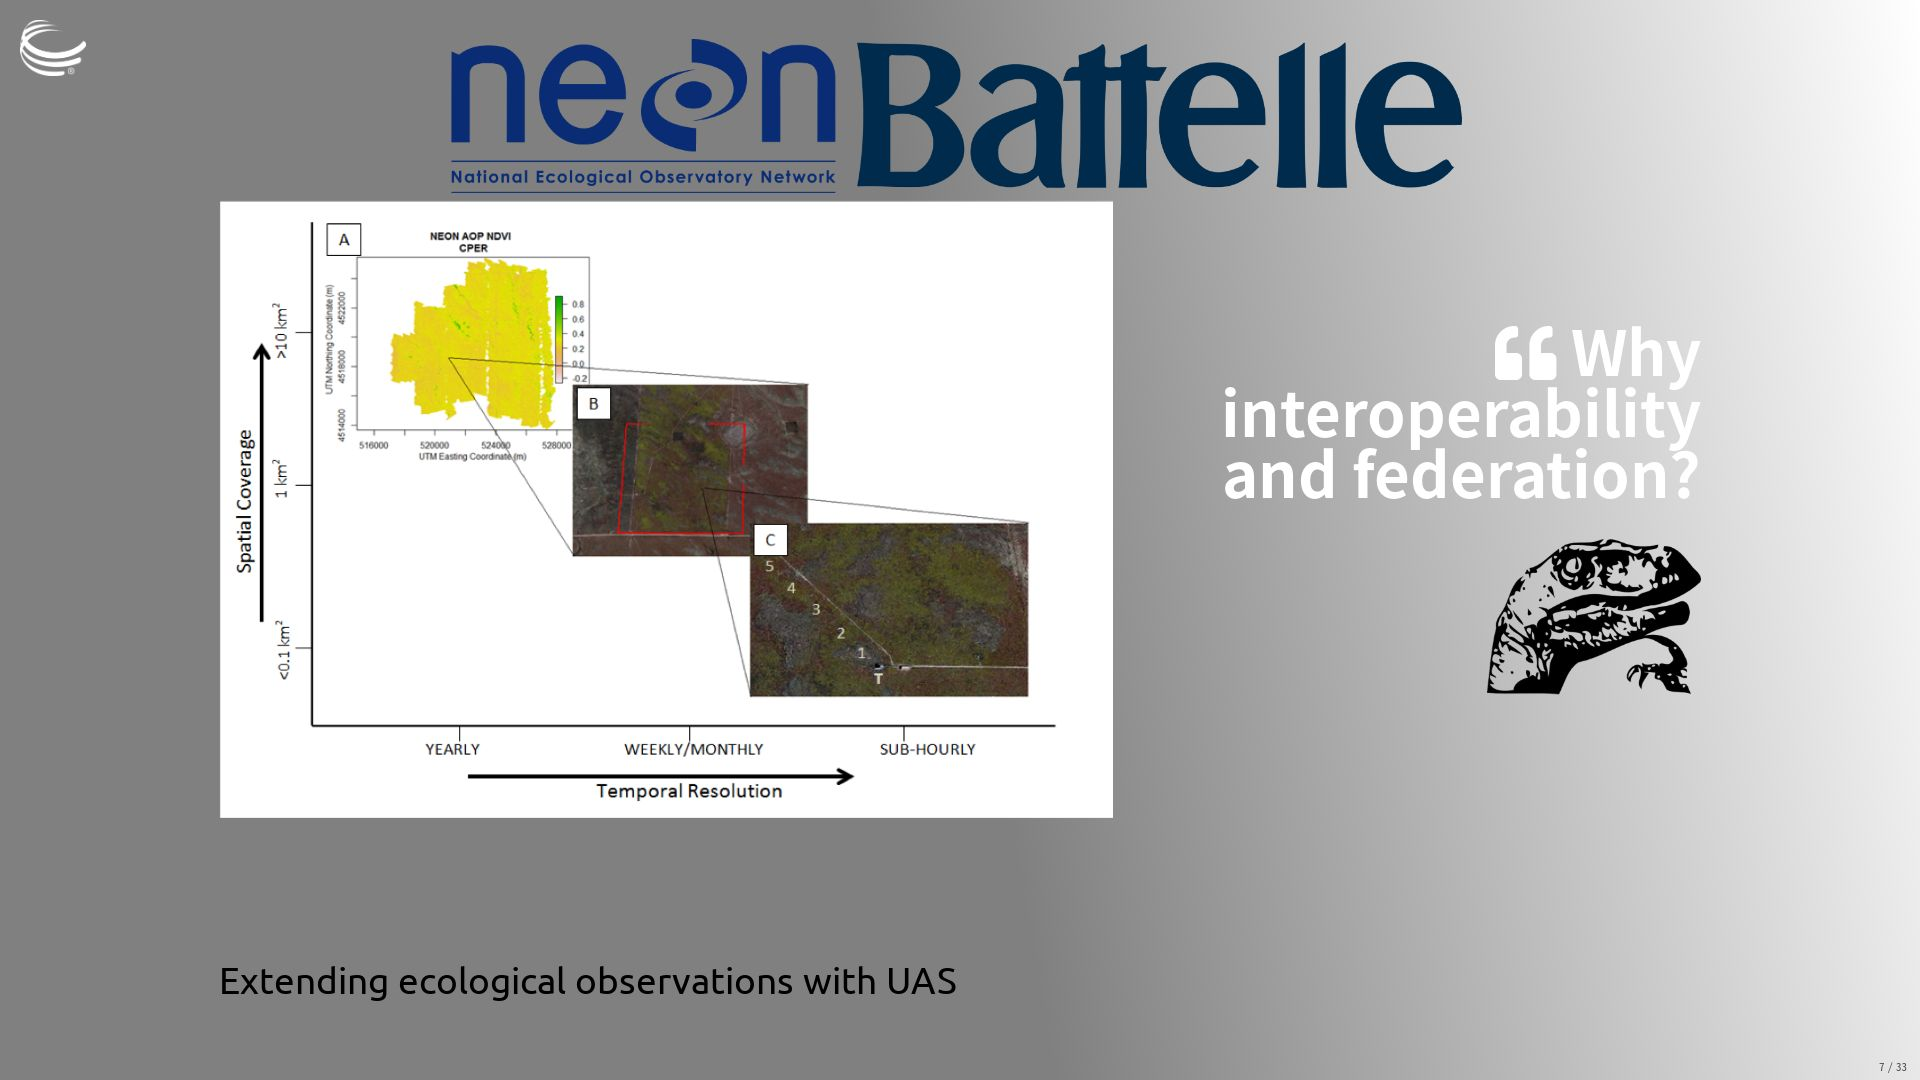 neon
National Ecological Observatory Network
Battelle
A
NEON AOP NDVI
CPER
UTM Northing Coordinate (m)
4522000
4518000
4514000
0.8
0.6
0.4
0.2
0.0
-0.2
516000 520000 524000 528000
UTM Easting Coordinate (m)
B
C
5
4
3
2
1
T
Spatial Coverage
>10 km²
1 km²
<0.1 km²
YEARLY WEEKLY/MONTHLY SUB-HOURLY
Temporal Resolution
“ Why
interoperability
and federation?
Extending ecological observations with UAS
7 / 33
®